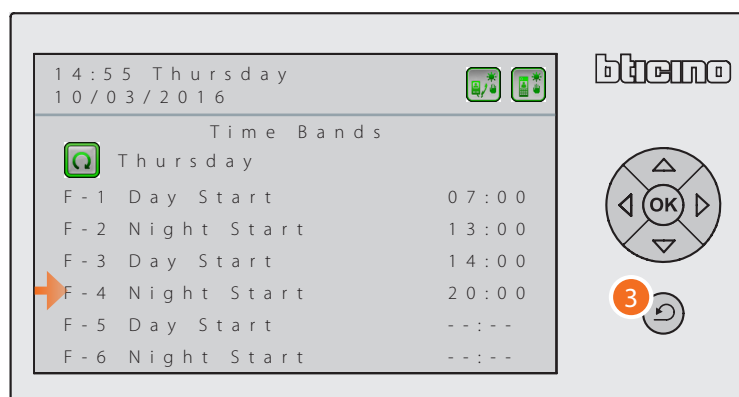 14:55 Thursday
10/03/2016
bticino
Time Bands
Thursday
F-1 Day Start 07:00
F-2 Night Start 13:00
OK
F-3 Day Start 14:00
F-4 Night Start 20:00
3
F-5 Day Start --:--
F-6 Night Start --:--